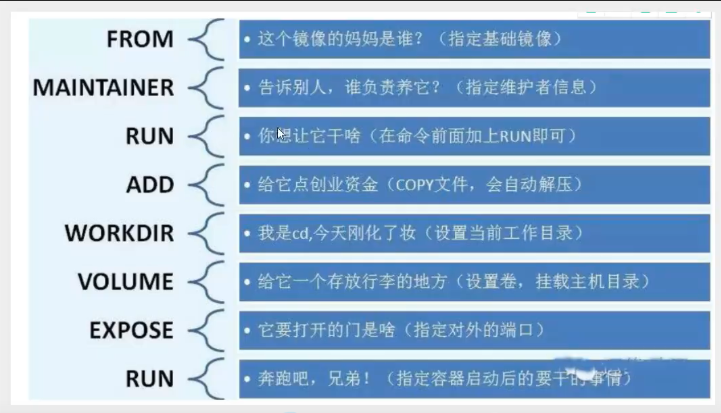 FROM
• 这个镜像的妈妈是谁？（指定基础镜像）
MAINTAINER
• 告诉别人，谁负责养它？（指定维护者信息）
RUN
• 你想让它干啥（在命令前面加上RUN即可）
ADD
• 给它点创业资金（COPY文件，会自动解压）
WORKDIR
• 我是cd,今天刚化了妆（设置当前工作目录）
VOLUME
• 给它一个存放行李的地方（设置卷，挂载主机目录）
EXPOSE
• 它要打开的门是啥（指定对外的端口）
RUN
• 奔跑吧，兄弟！（指定容器启动后的要干的事情）